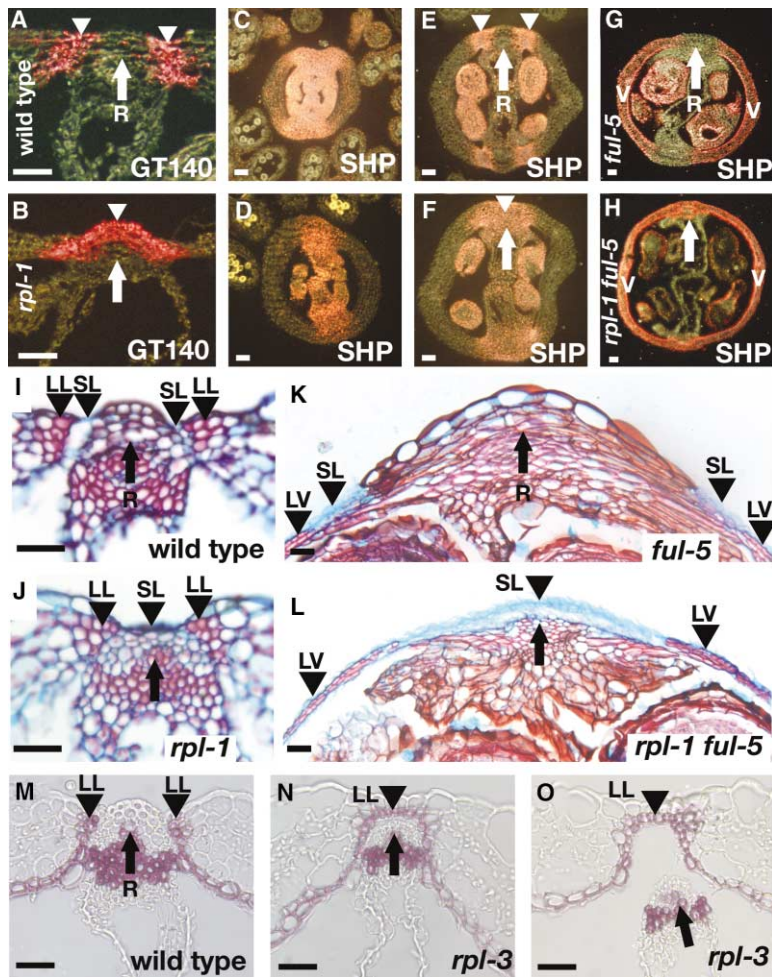 A
wild type
R
GT140
C
SHP
E
R
SHP
G
ful-5
V
R
V
SHP
B
rpl-1
GT140
D
SHP
F
SHP
H
rpl-1 ful-5
V
V
SHP
I
LL SL
SL LL
R
wild type
K
SL
LV
R
SL
LV
ful-5
J
LL
SL
LL
rpl-1
L
SL
LV
LV
rpl-1 ful-5
M
LL
LL
R
wild type
N
LL
rpl-3
O
LL
rpl-3